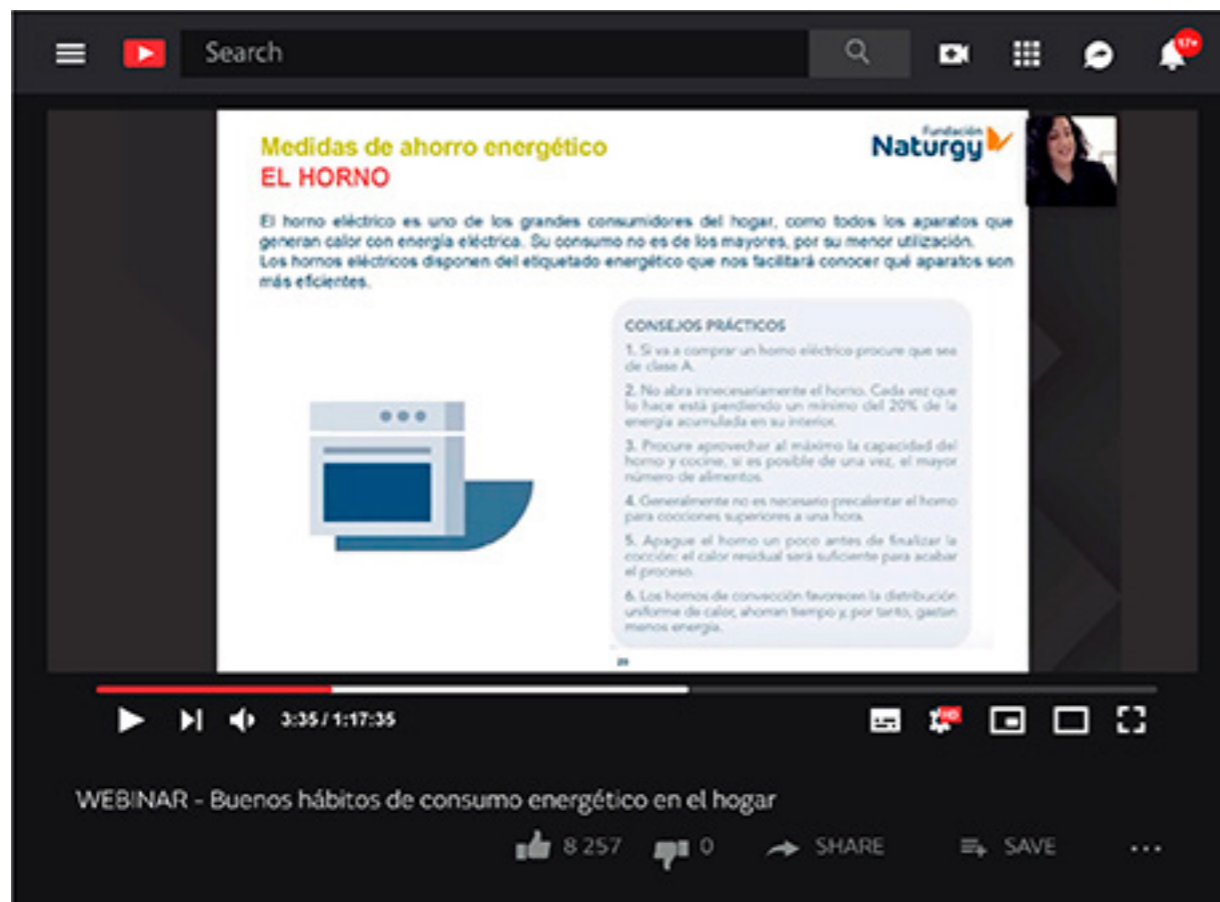 Search
17+
Medidas de ahorro energético
EL HORNO
Fundación
Naturgy
El horno eléctrico es uno de los grandes consumidores del hogar, como todos los aparatos que
generan calor con energía eléctrica. Su consumo no es de los mayores, por su menor utilización.
Los hornos eléctricos disponen del etiquetado energético que nos facilitará conocer qué aparatos son
más eficientes.
CONSEJOS PRÁCTICOS
1. Si va a comprar un horno eléctrico procure que sea
de clase A.
2. No abra innecesariamente el horno. Cada vez que
lo hace está perdiendo un mínimo del 20% de la
energía acumulada en su interior.
3. Procure aprovechar al máximo la capacidad del
horno y cocine, si es posible de una vez, el mayor
número de alimentos.
4. Generalmente no es necesario precalentar el horno
para cocciones superiores a una hora.
5. Apague el horno un poco antes de finalizar la
cocción: el calor residual será suficiente para acabar
el proceso.
6. Los hornos de convección favorecen la distribución
uniforme de calor, ahorran tiempo y, por tanto, gastan
menos energía.
3:35 / 1:17:35
HD
WEBINAR - Buenos hábitos de consumo energético en el hogar
8 257
0
SHARE
SAVE